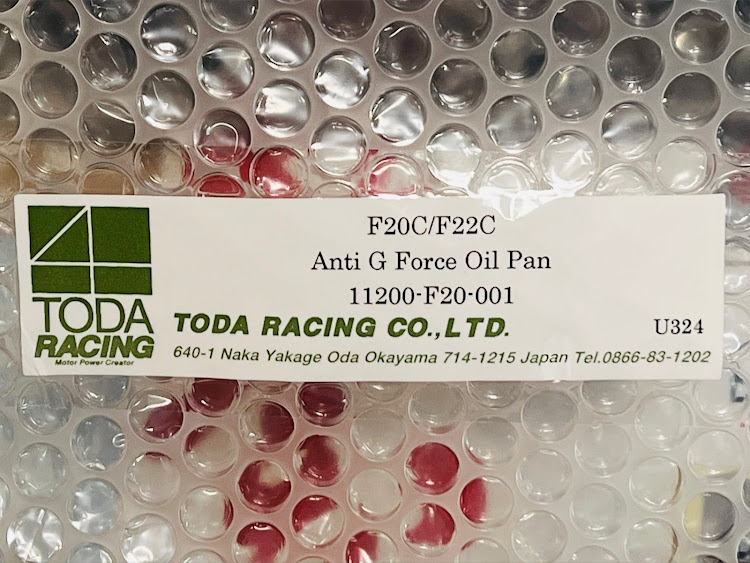 F20C/F22C
Anti G Force Oil Pan
11200-F20-001
TODA
RACING
Motor Power Creator
TODA RACING CO.,LTD.
U324
640-1 Naka Yakage Oda Okayama 714-1215 Japan Tel.0866-83-1202